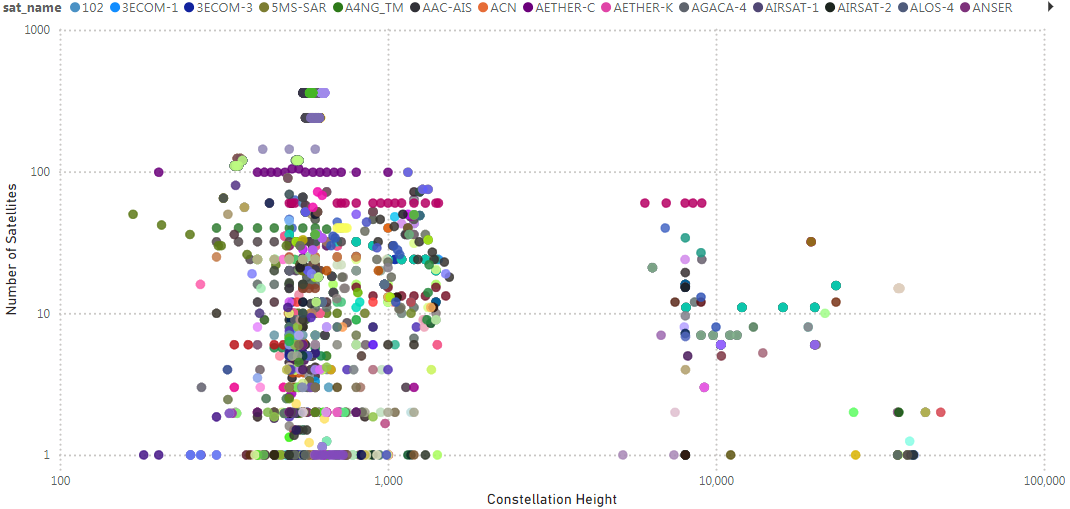 sat_name 102 3ECOM-1 3ECOM-3 5MS-SAR A4NG_TM AAC-AIS ACN AETHER-C AETHER-K AGACA-4 AIRSAT-1 AIRSAT-2 ALOS-4 ANSER
1000
100
10
1
Number of Satellites
100 1,000 10,000 100,000
Constellation Height